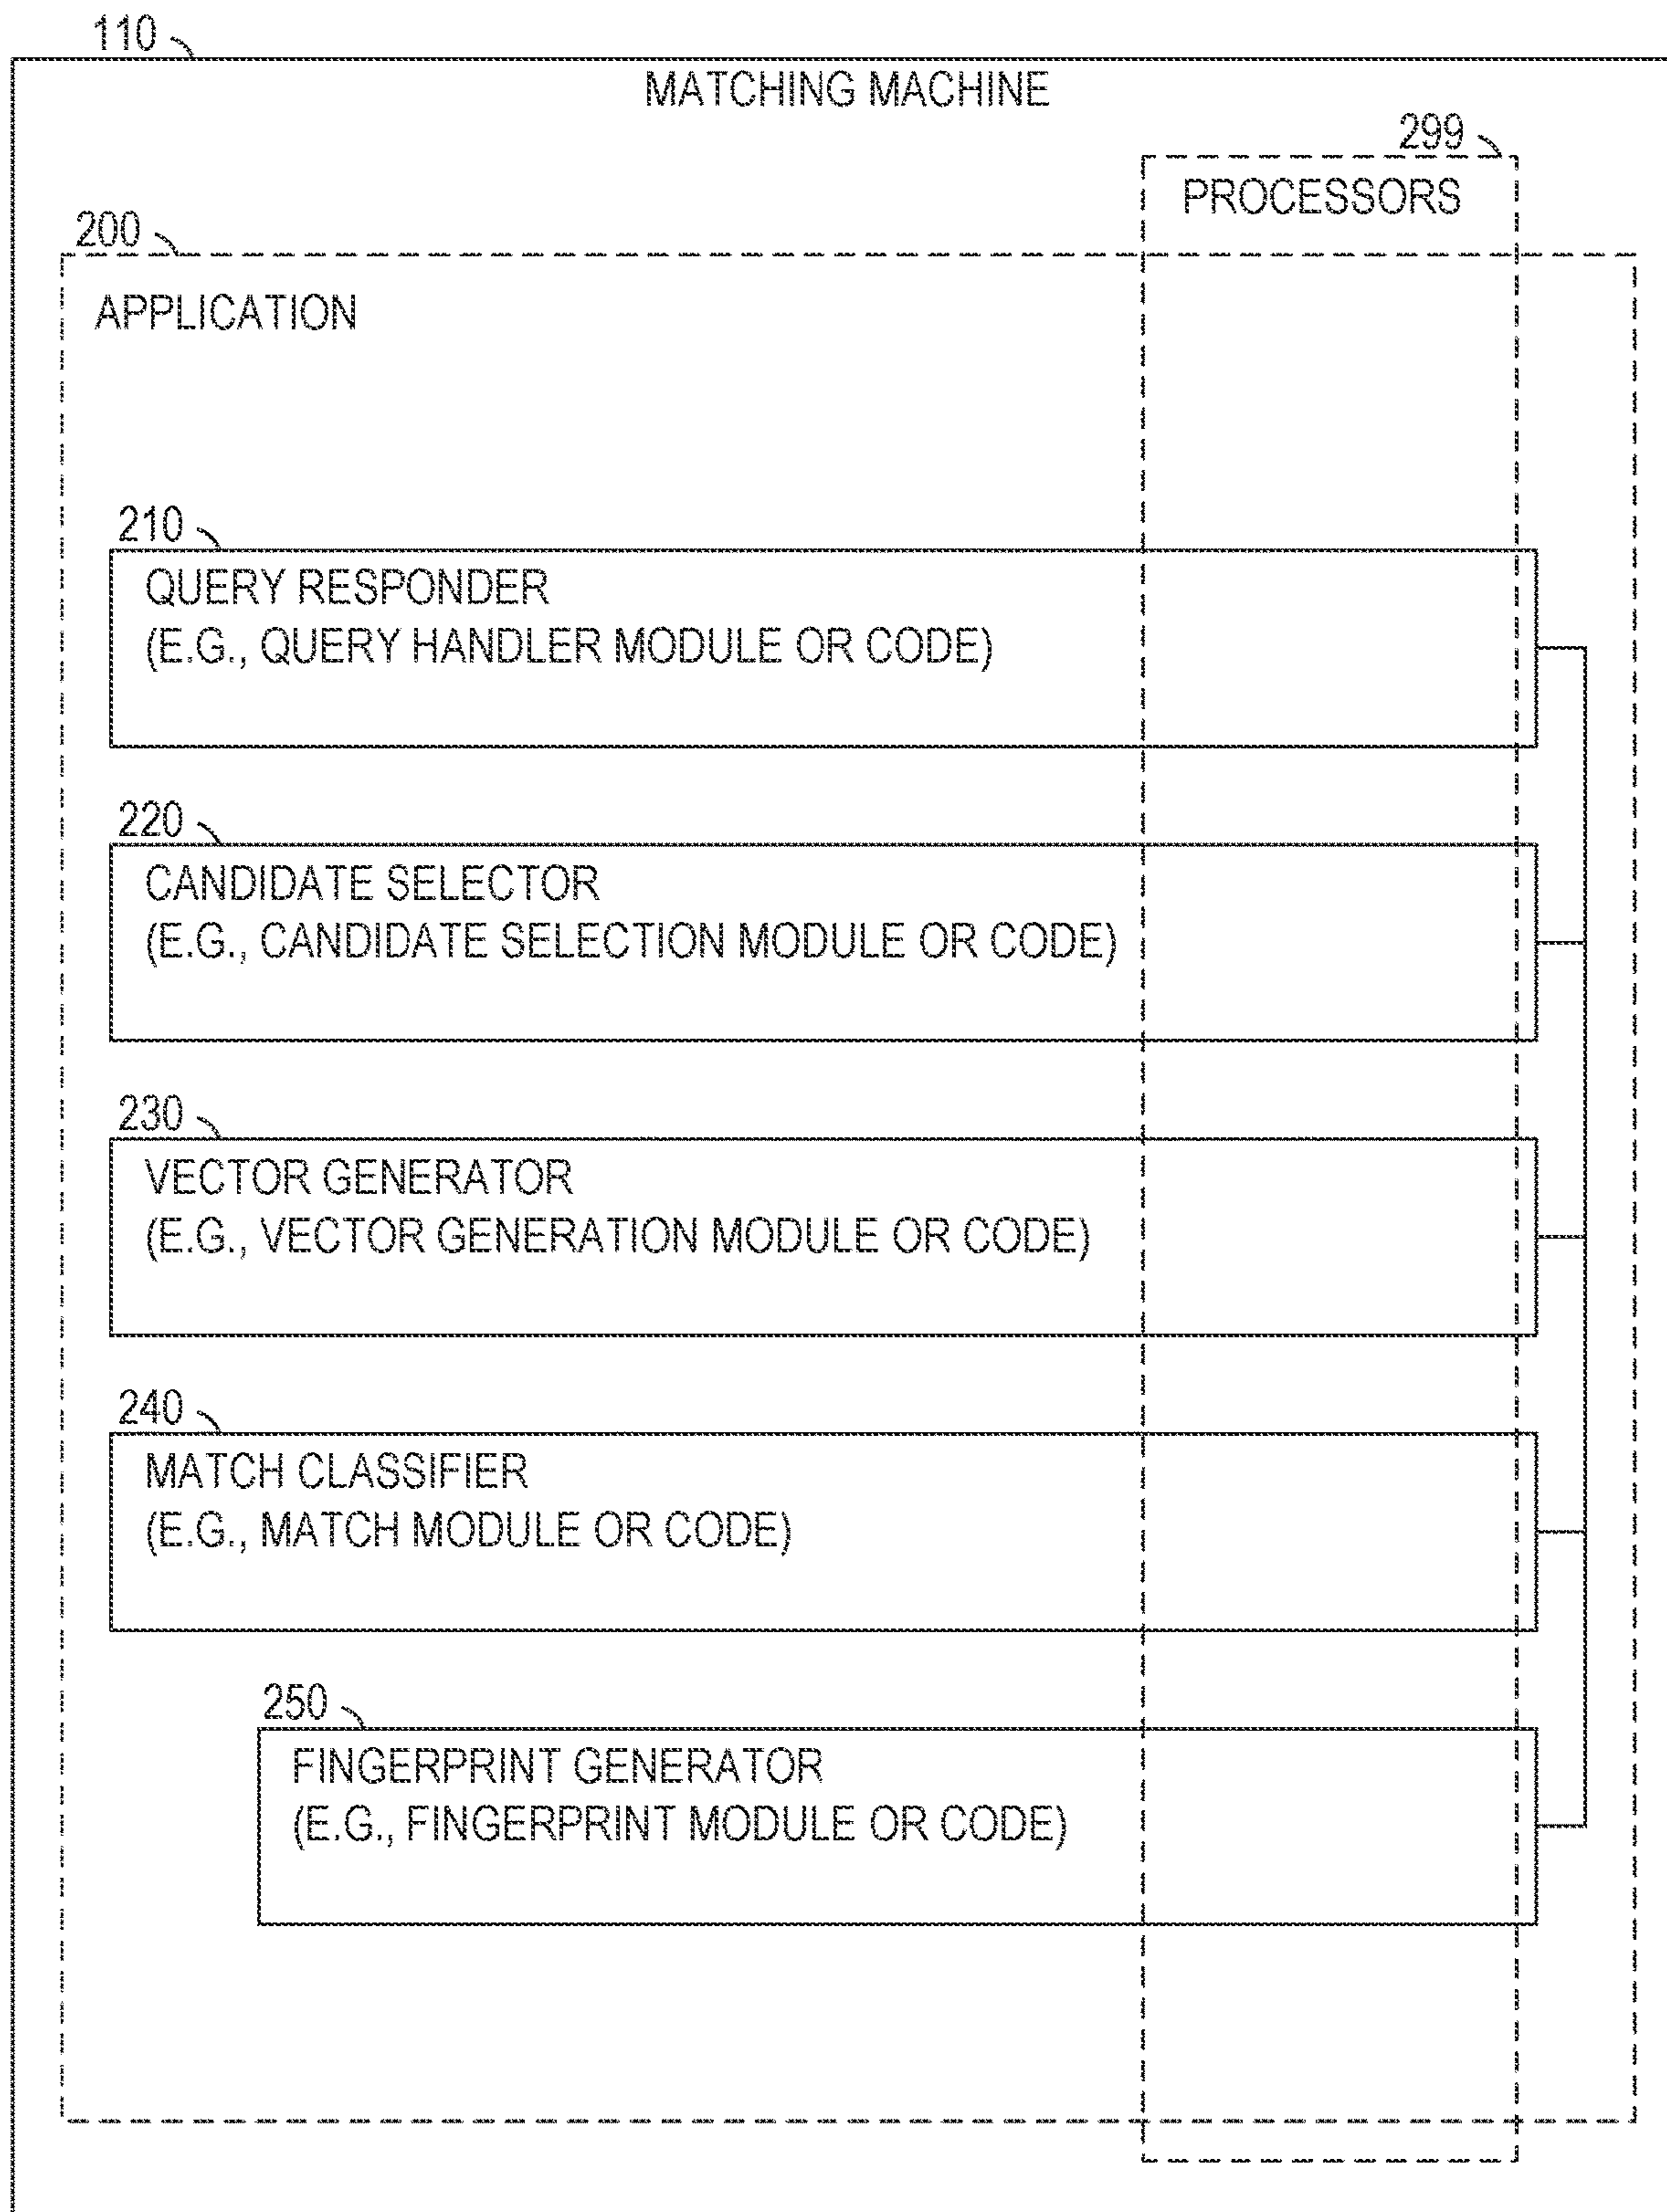 110
MATCHING MACHINE
299
PROCESSORS
200
APPLICATION
210
QUERY RESPONDER
(E.G., QUERY HANDLER MODULE OR CODE)
220
CANDIDATE SELECTOR
(E.G., CANDIDATE SELECTION MODULE OR CODE)
230
VECTOR GENERATOR
(E.G., VECTOR GENERATION MODULE OR CODE)
240
MATCH CLASSIFIER
(E.G., MATCH MODULE OR CODE)
250
FINGERPRINT GENERATOR
(E.G., FINGERPRINT MODULE OR CODE)